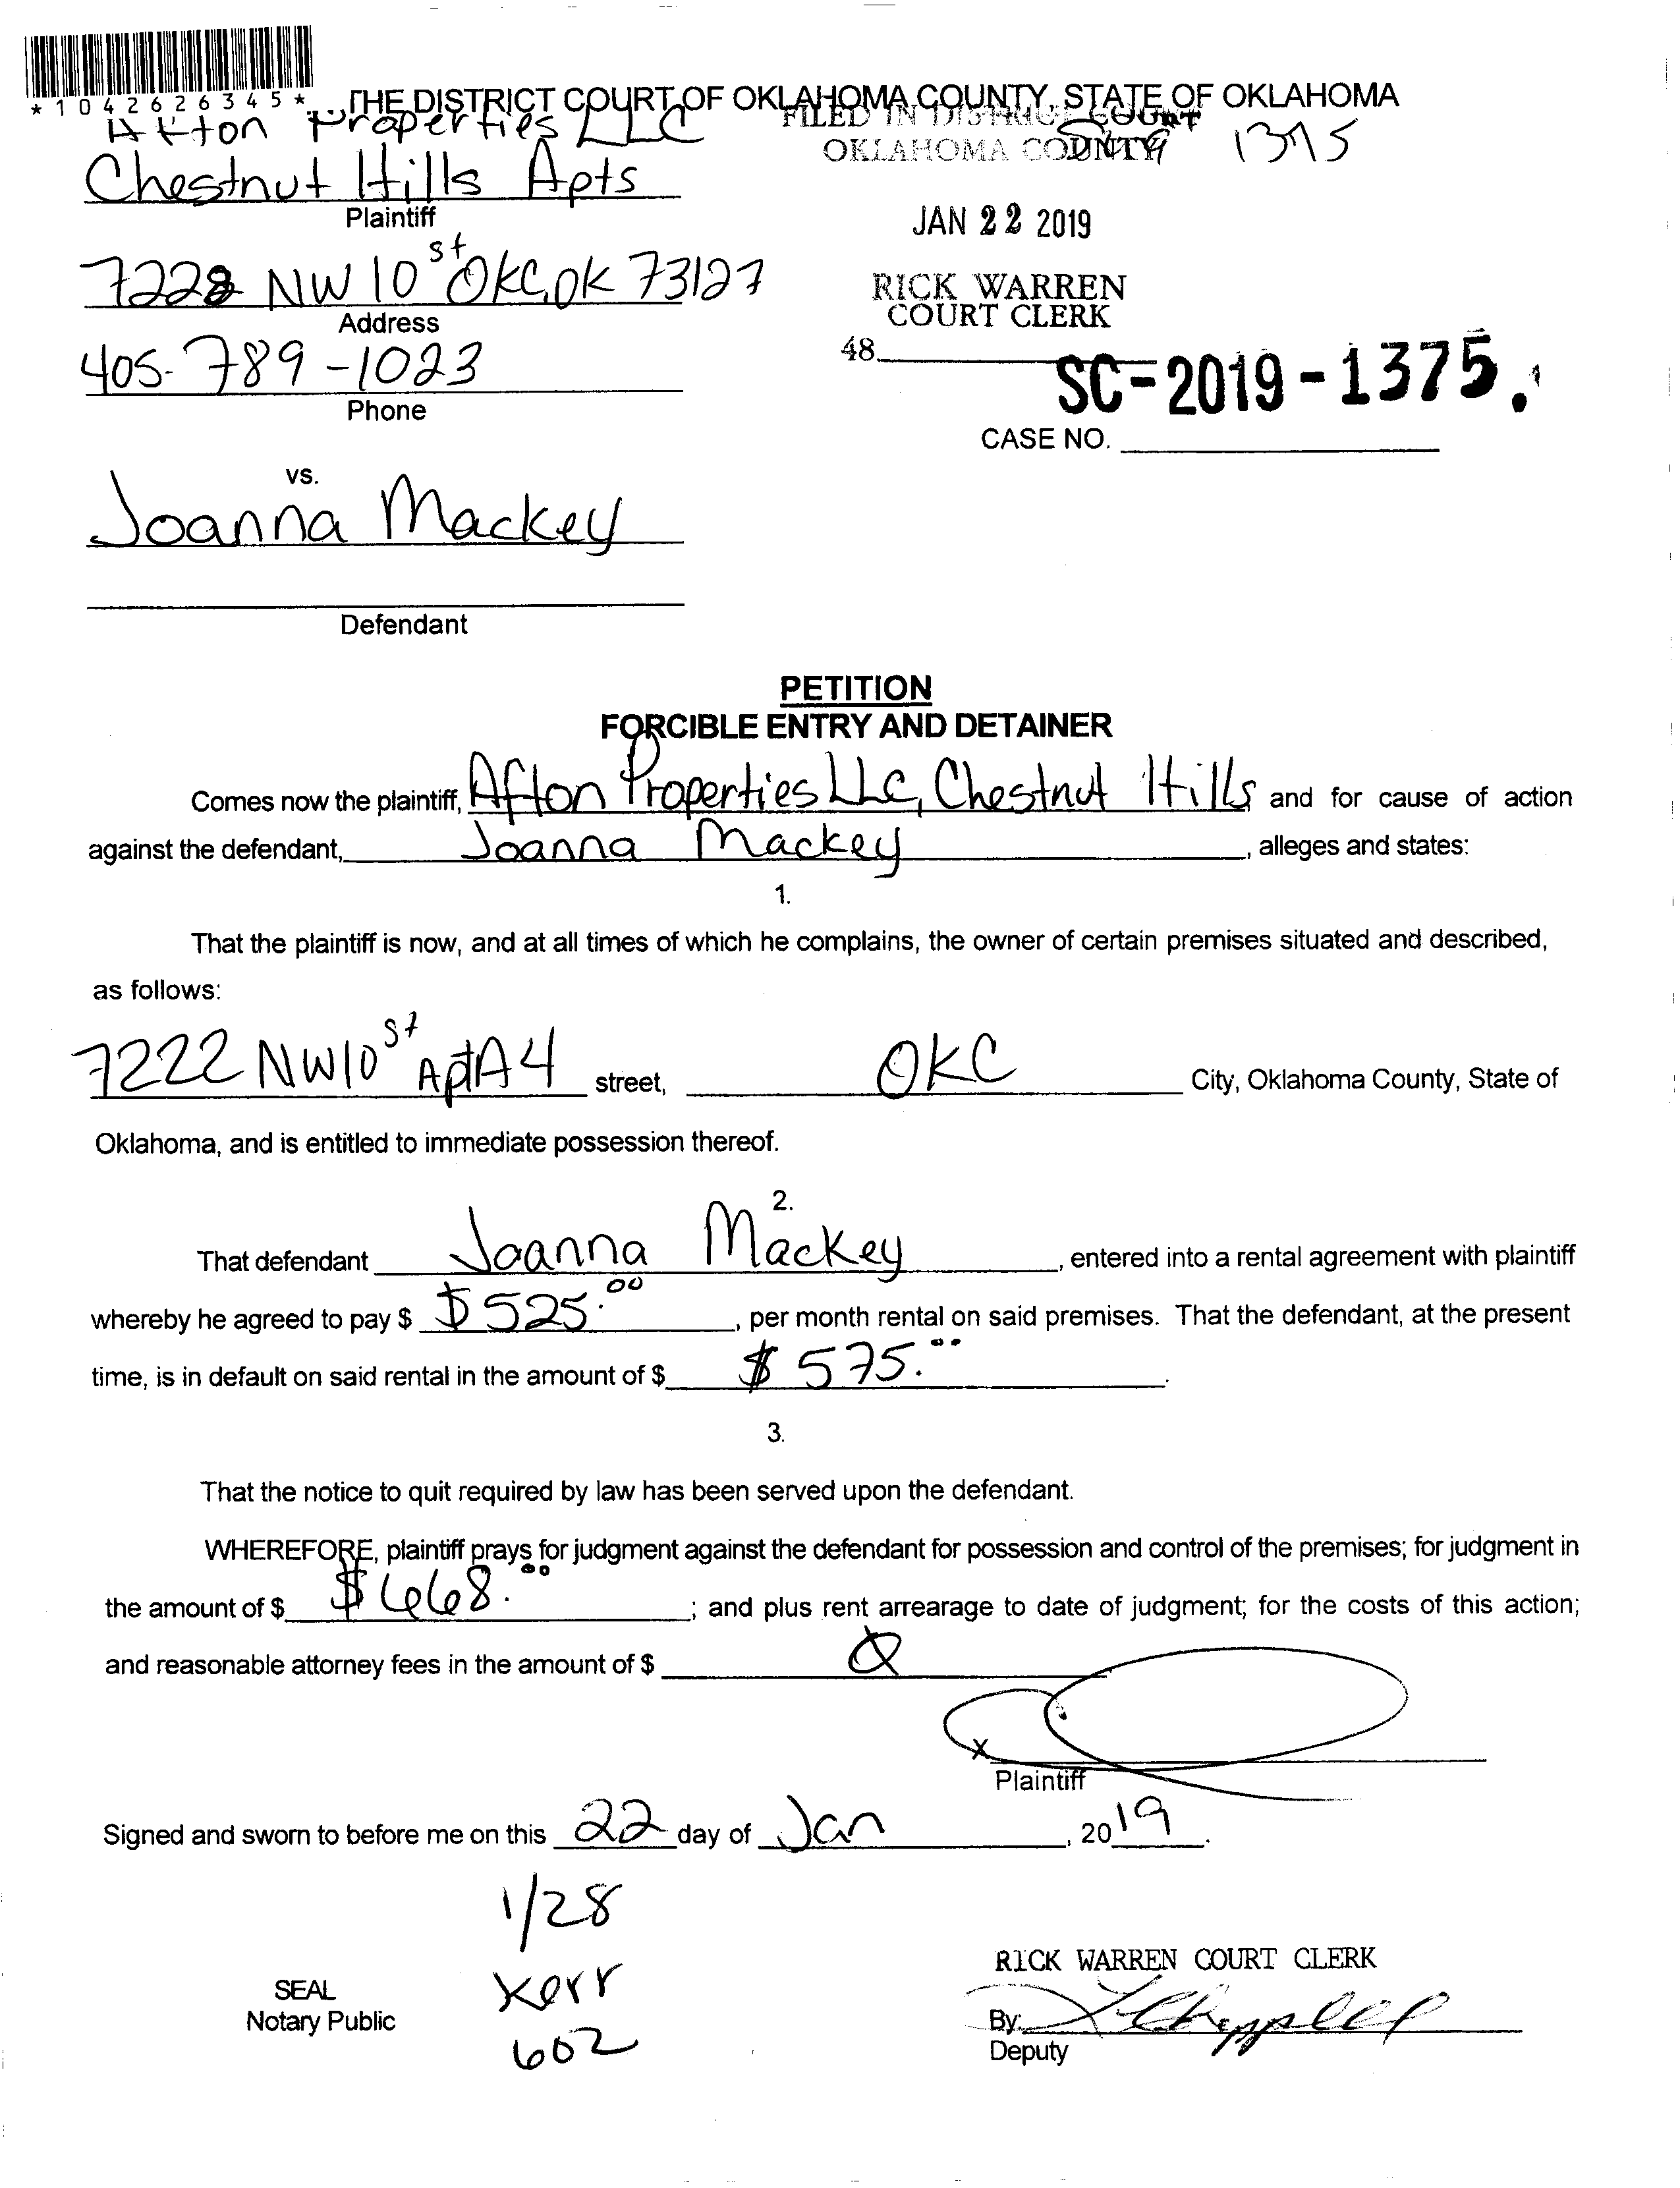 *1042626345*
THE DISTRICT COURT OF OKLAHOMA COUNTY, STATE OF OKLAHOMA
Afton Properties LLC
FILED IN DISTRICT COURT
OKLAHOMA COUNTY
Chestnut Hills Apts
Plaintiff
JAN 22 2019
7228 NW 10 st OKC, OK 73127
Address
RICK WARREN
COURT CLERK
405-789-1023
Phone
48
SC-2019-1375
CASE NO.
vs.
Joanna Mackey
Defendant
PETITION
FORCIBLE ENTRY AND DETAINER
Comes now the plaintiff, Afton Properties LLC, Chestnut Hills and for cause of action
against the defendant, Joanna Mackey, alleges and states:
1.
That the plaintiff is now, and at all times of which he complains, the owner of certain premises situated and described,
as follows:
7222 NW10 st Apt A4 street, OKC City, Oklahoma County, State of
Oklahoma, and is entitled to immediate possession thereof.
2.
That defendant Joanna Mackey, entered into a rental agreement with plaintiff
whereby he agreed to pay $ $525.00, per month rental on said premises. That the defendant, at the present
time, is in default on said rental in the amount of $ $575.00.
3.
That the notice to quit required by law has been served upon the defendant.
WHEREFORE, plaintiff prays for judgment against the defendant for possession and control of the premises; for judgment in
the amount of $ $668.00; and plus rent arrearage to date of judgment; for the costs of this action;
and reasonable attorney fees in the amount of $ 0
x
Plaintiff
Signed and sworn to before me on this 22 day of Jan, 2019.
1/28
Kerr
602
SEAL
Notary Public
RICK WARREN COURT CLERK
By:
Deputy